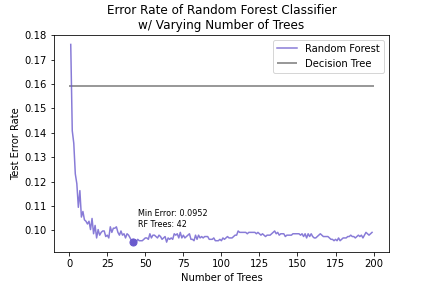 Error Rate of Random Forest Classifier
w/ Varying Number of Trees
0.18
0.17
0.16
0.15
0.14
0.13
0.12
0.11
0.10
Test Error Rate
Random Forest
Decision Tree
Min Error: 0.0952
RF Trees: 42
0 25 50 75 100 125 150 175 200
Number of Trees